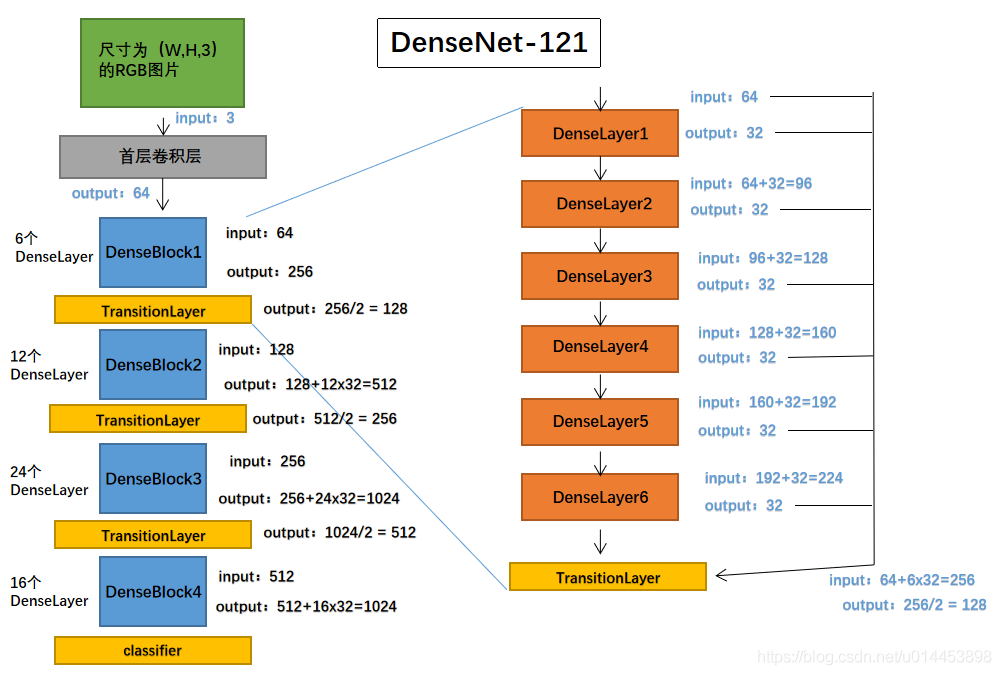 DenseNet-121
尺寸为（W,H,3）
的RGB图片
input：3
首层卷积层
output：64
6个
DenseLayer
DenseBlock1
input：64
output：256
TransitionLayer
output：256/2 = 128
12个
DenseLayer
DenseBlock2
input：128
output：128+12x32=512
TransitionLayer
output：512/2 = 256
24个
DenseLayer
DenseBlock3
input：256
output：256+24x32=1024
TransitionLayer
output：1024/2 = 512
16个
DenseLayer
DenseBlock4
input：512
output：512+16x32=1024
classifier
input：64
DenseLayer1
output：32
DenseLayer2
input：64+32=96
output：32
DenseLayer3
input：96+32=128
output：32
DenseLayer4
input：128+32=160
output：32
DenseLayer5
input：160+32=192
output：32
DenseLayer6
input：192+32=224
output：32
TransitionLayer
input：64+6x32=256
output：256/2 = 128
https://blog.csdn.net/u014453898